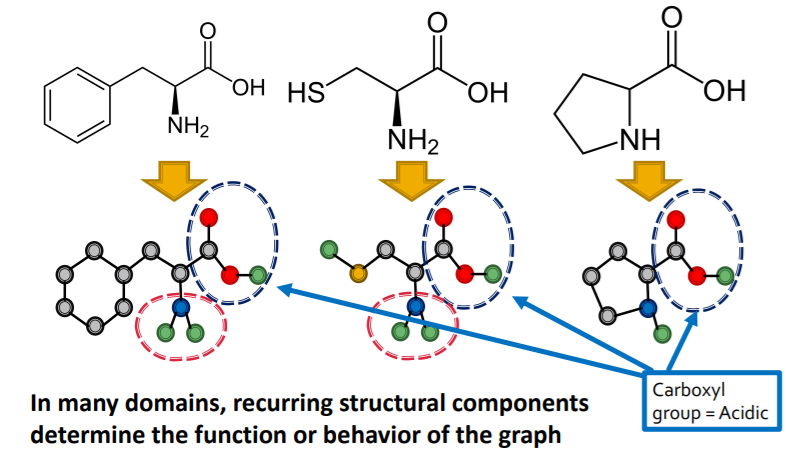 O
OH
NH2
O
HS
OH
NH2
O
OH
NH
Carboxyl
group = Acidic
In many domains, recurring structural components
determine the function or behavior of the graph